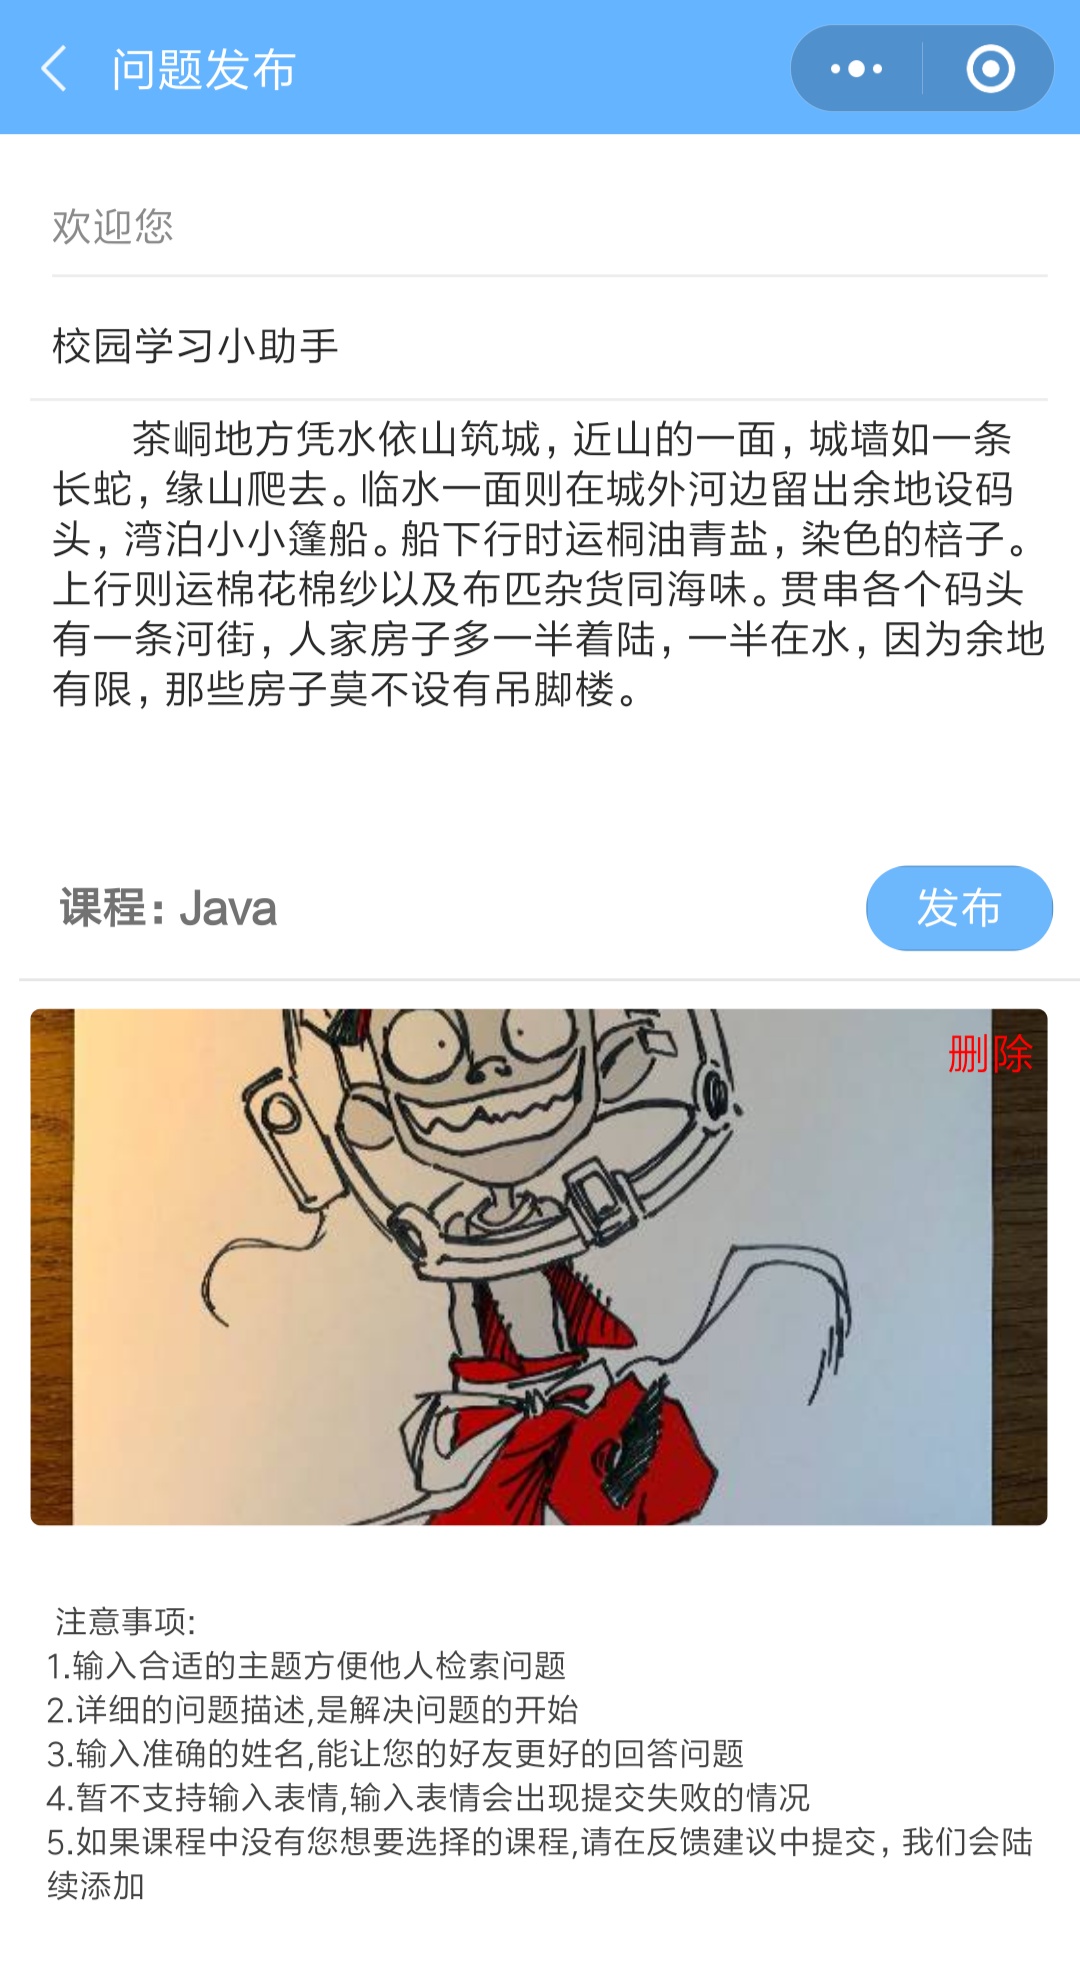 问题发布
欢迎您
校园学习小助手
茶峒地方凭水依山筑城，近山的一面，城墙如一条
长蛇，缘山爬去。临水一面则在城外河边留出余地设码
头，湾泊小小篷船。船下行时运桐油青盐，染色的棓子。
上行则运棉花棉纱以及布匹杂货同海味。贯串各个码头
有一条河街，人家房子多一半着陆，一半在水，因为余地
有限，那些房子莫不设有吊脚楼。
课程：Java
发布
删除
注意事项:
1.输入合适的主题方便他人检索问题
2.详细的问题描述,是解决问题的开始
3.输入准确的姓名,能让您的好友更好的回答问题
4.暂不支持输入表情,输入表情会出现提交失败的情况
5.如果课程中没有您想要选择的课程,请在反馈建议中提交，我们会陆
续添加